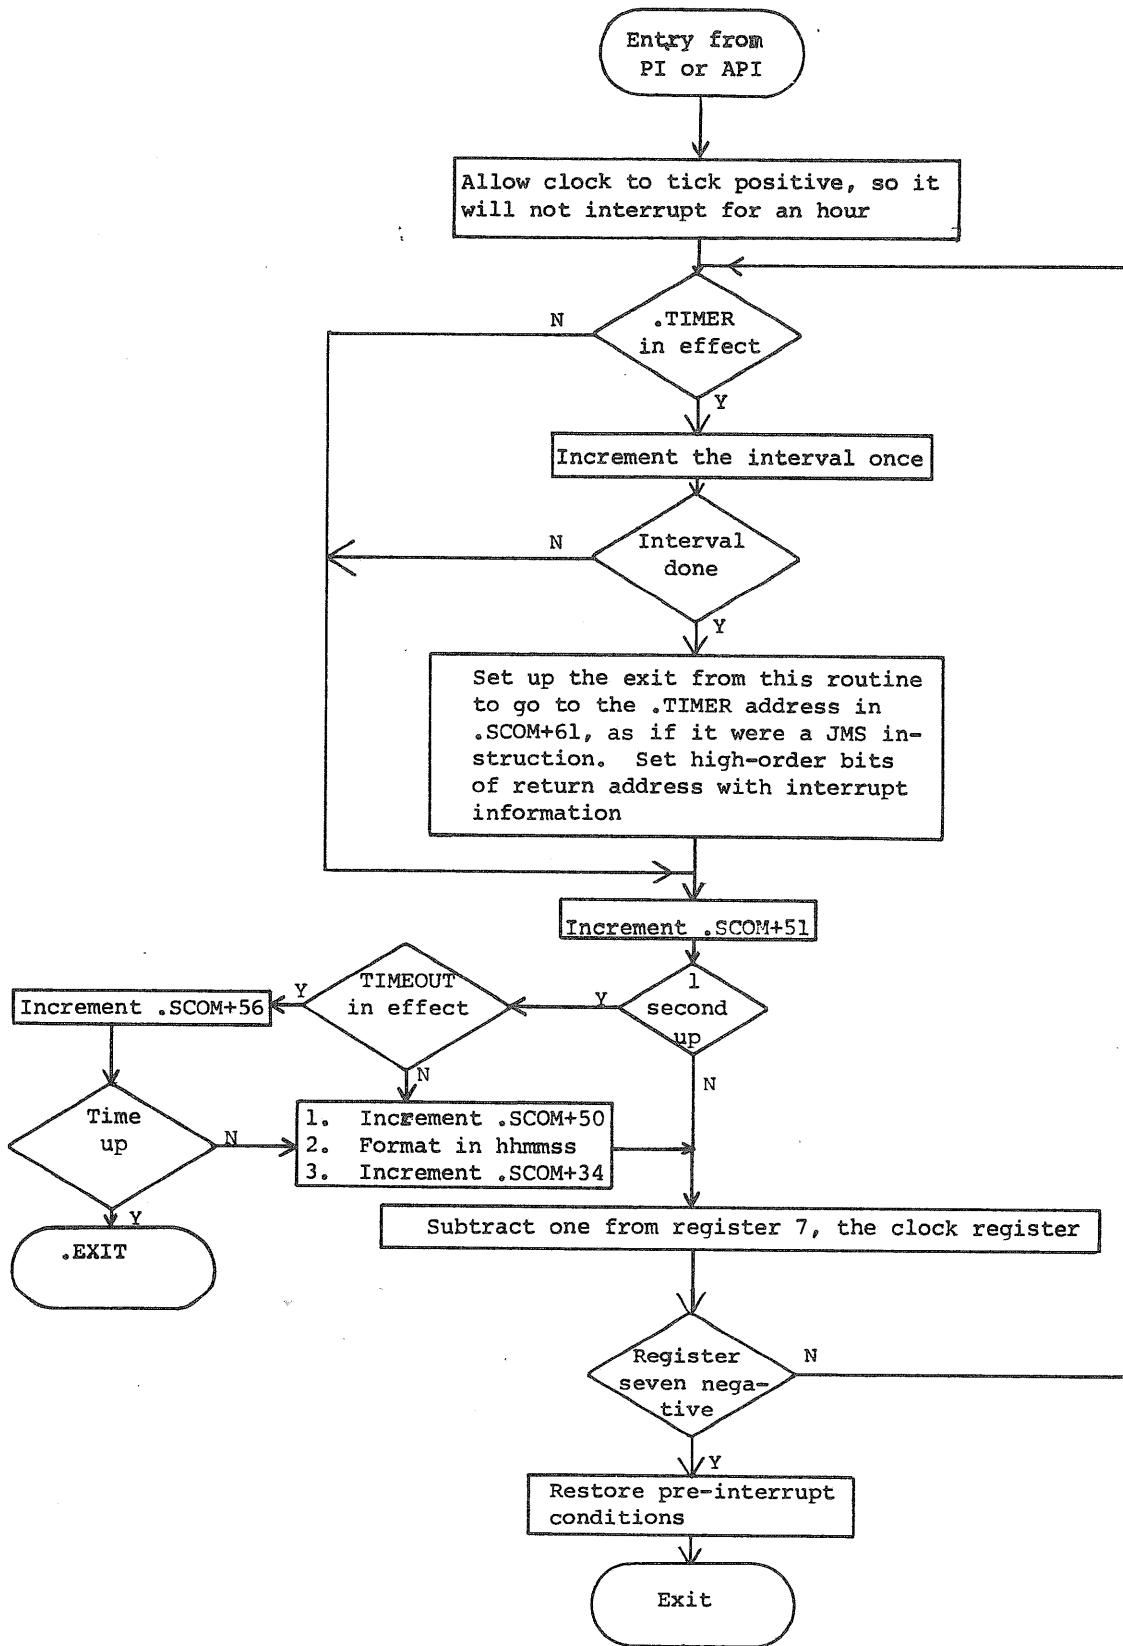 Entry from
PI or API
Allow clock to tick positive, so it
will not interrupt for an hour
N
.TIMER
in effect
Y
Increment the interval once
N
Interval
done
Y
Set up the exit from this routine
to go to the .TIMER address in
.SCOM+61, as if it were a JMS in-
struction. Set high-order bits
of return address with interrupt
information
Increment .SCOM+51
1
second
up
Y
N
TIMEOUT
in effect
Y
N
Increment .SCOM+56
Time
up
N
Y
.EXIT
1. Increment .SCOM+50
2. Format in hhmmss
3. Increment .SCOM+34
Subtract one from register 7, the clock register
Register
seven nega-
tive
N
Y
Restore pre-interrupt
conditions
Exit